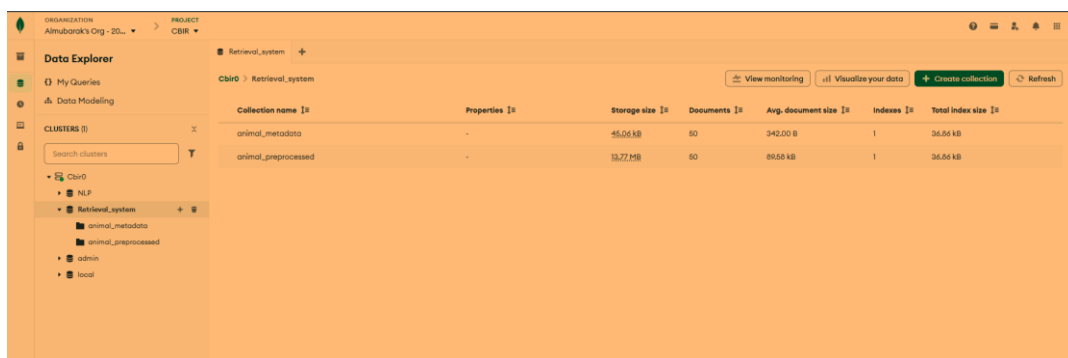 ORGANIZATION
Almubarak's Org - 20...
PROJECT
CBIR
Data Explorer
My Queries
Data Modeling
CLUSTERS (1)
Search clusters
Cbir0
NLP
Retrieval_system
animal_metadata
animal_preprocessed
admin
local
Retrieval_system +
Cbir0 > Retrieval_system
View monitoring Visualize your data + Create collection Refresh
Collection name Properties Storage size Documents Avg. document size Indexes Total index size
animal_metadata - 45.06 kB 50 342.00 B 1 36.86 kB
animal_preprocessed - 13.77 MB 50 89.58 kB 1 36.86 kB